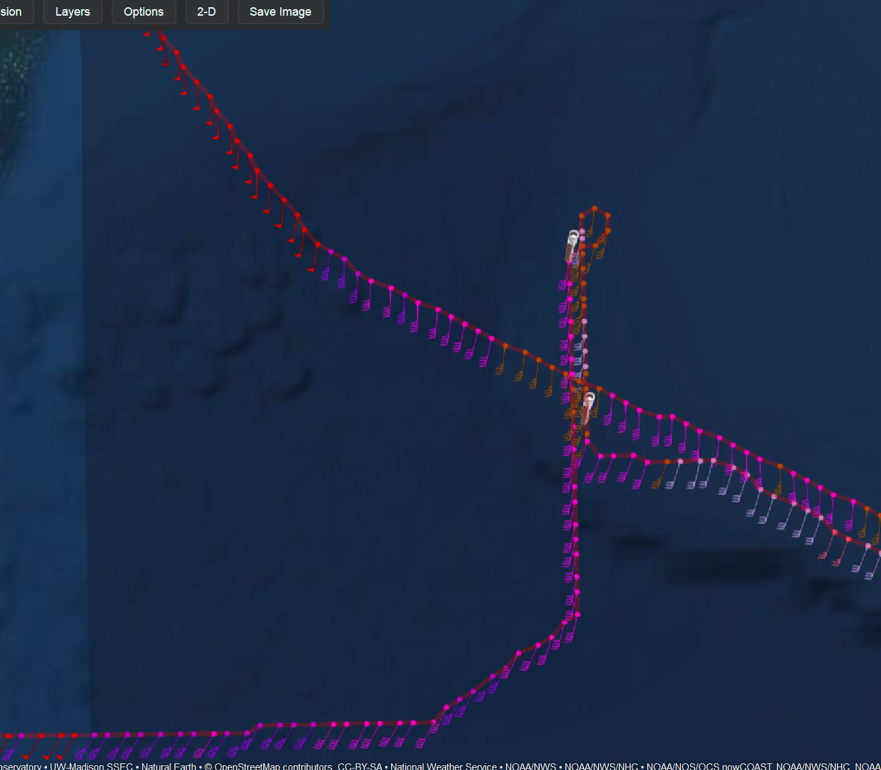 sion Layers Options 2-D Save Image
servatory • UW-Madison SSEC • Natural Earth • © OpenStreetMap contributors, CC-BY-SA • National Weather Service • NOAA/NWS • NOAA/NWS/NHC • NOAA/NOS/OCS nowCOAST, NOAA/NWS/NHC, NOAA